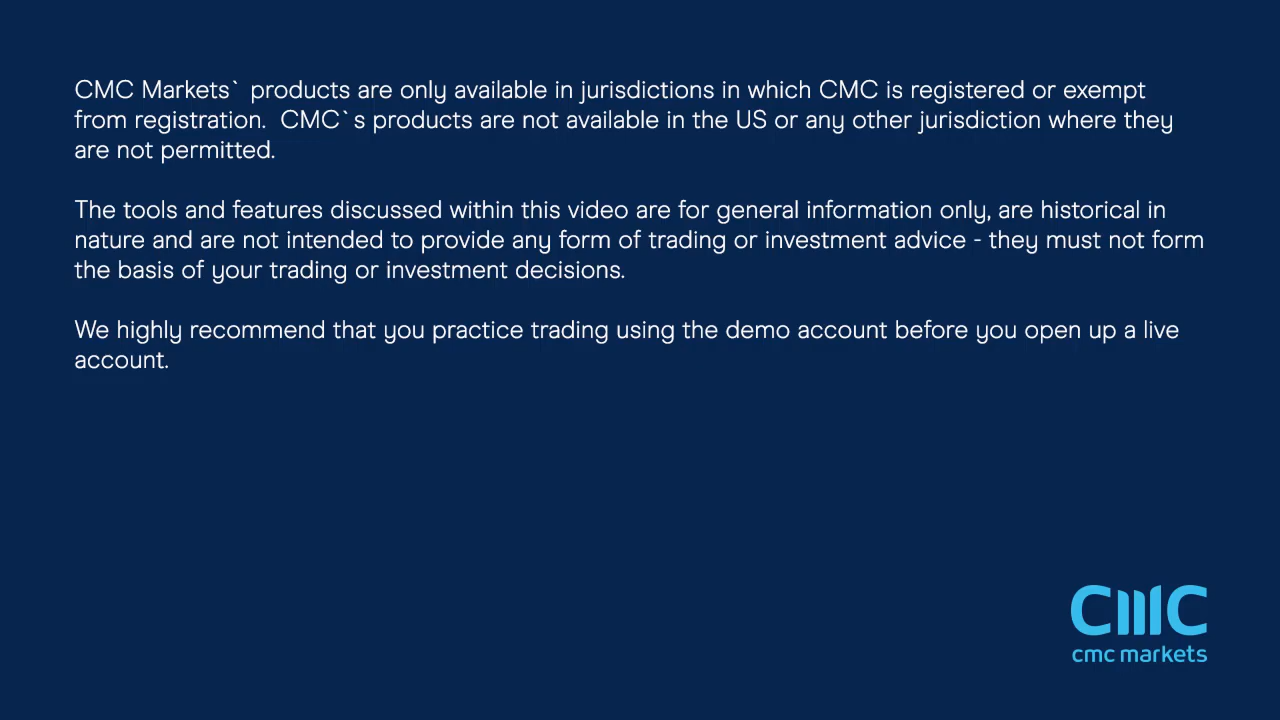 CMC Markets` products are only available in jurisdictions in which CMC is registered or exempt
from registration.  CMC`s products are not available in the US or any other jurisdiction where they
are not permitted.
The tools and features discussed within this video are for general information only, are historical in
nature and are not intended to provide any form of trading or investment advice - they must not form
the basis of your trading or investment decisions.
We highly recommend that you practice trading using the demo account before you open up a live
account.
CMC
cmc markets